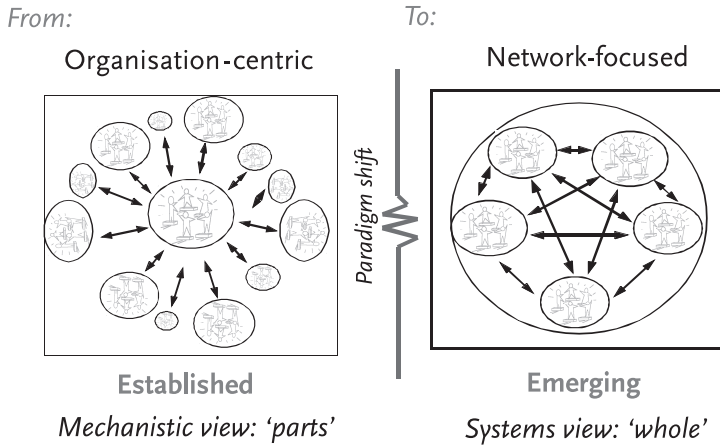 From:
To:
Organisation-centric
Network-focused
Paradigm shift
Established
Emerging
Mechanistic view: ‘parts’
Systems view: ‘whole’